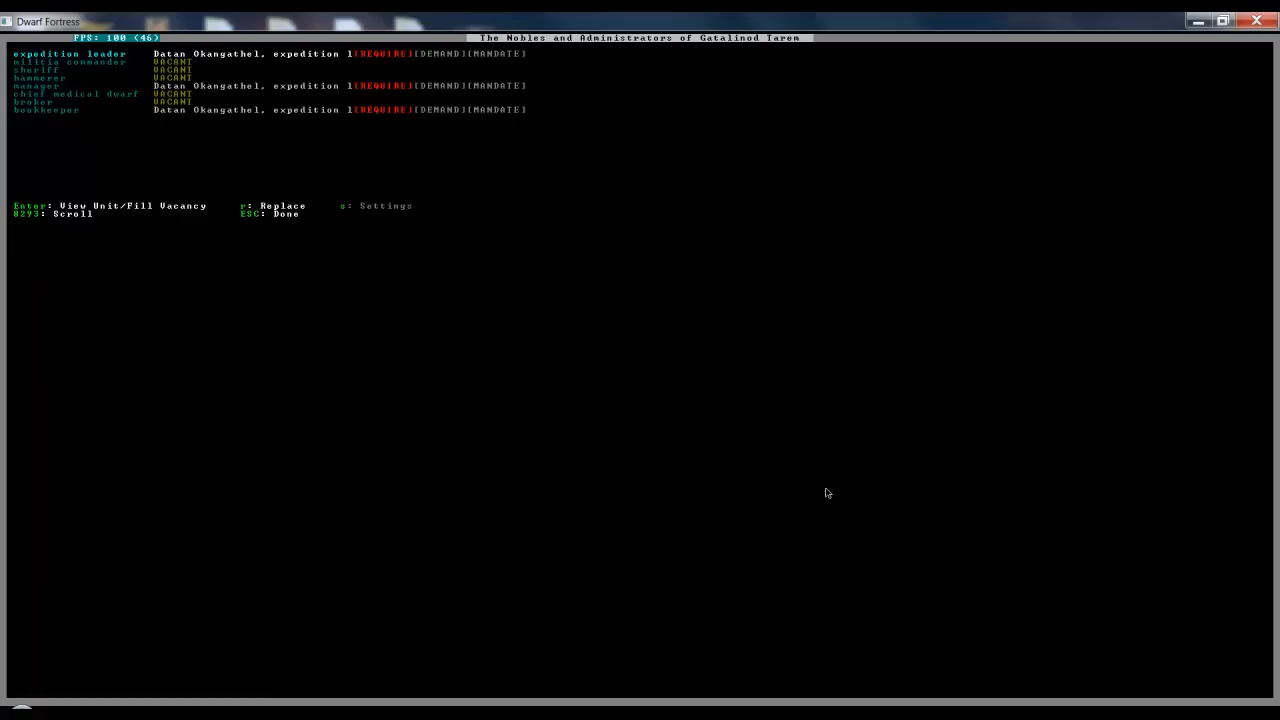 Dwarf Fortress
FPS: 100 (46)
The Nobles and Administrators of Gatalinod Tarem
expedition leader Datan Okangathel, expedition l[REQUIRE][DEMAND][MANDATE]
militia commander VACANT
sheriff VACANT
hammerer VACANT
manager Datan Okangathel, expedition l[REQUIRE][DEMAND][MANDATE]
chief medical dwarf VACANT
broker VACANT
bookkeeper Datan Okangathel, expedition l[REQUIRE][DEMAND][MANDATE]
Enter: View Unit/Fill Vacancy r: Replace s: Settings
8293: Scroll ESC: Done